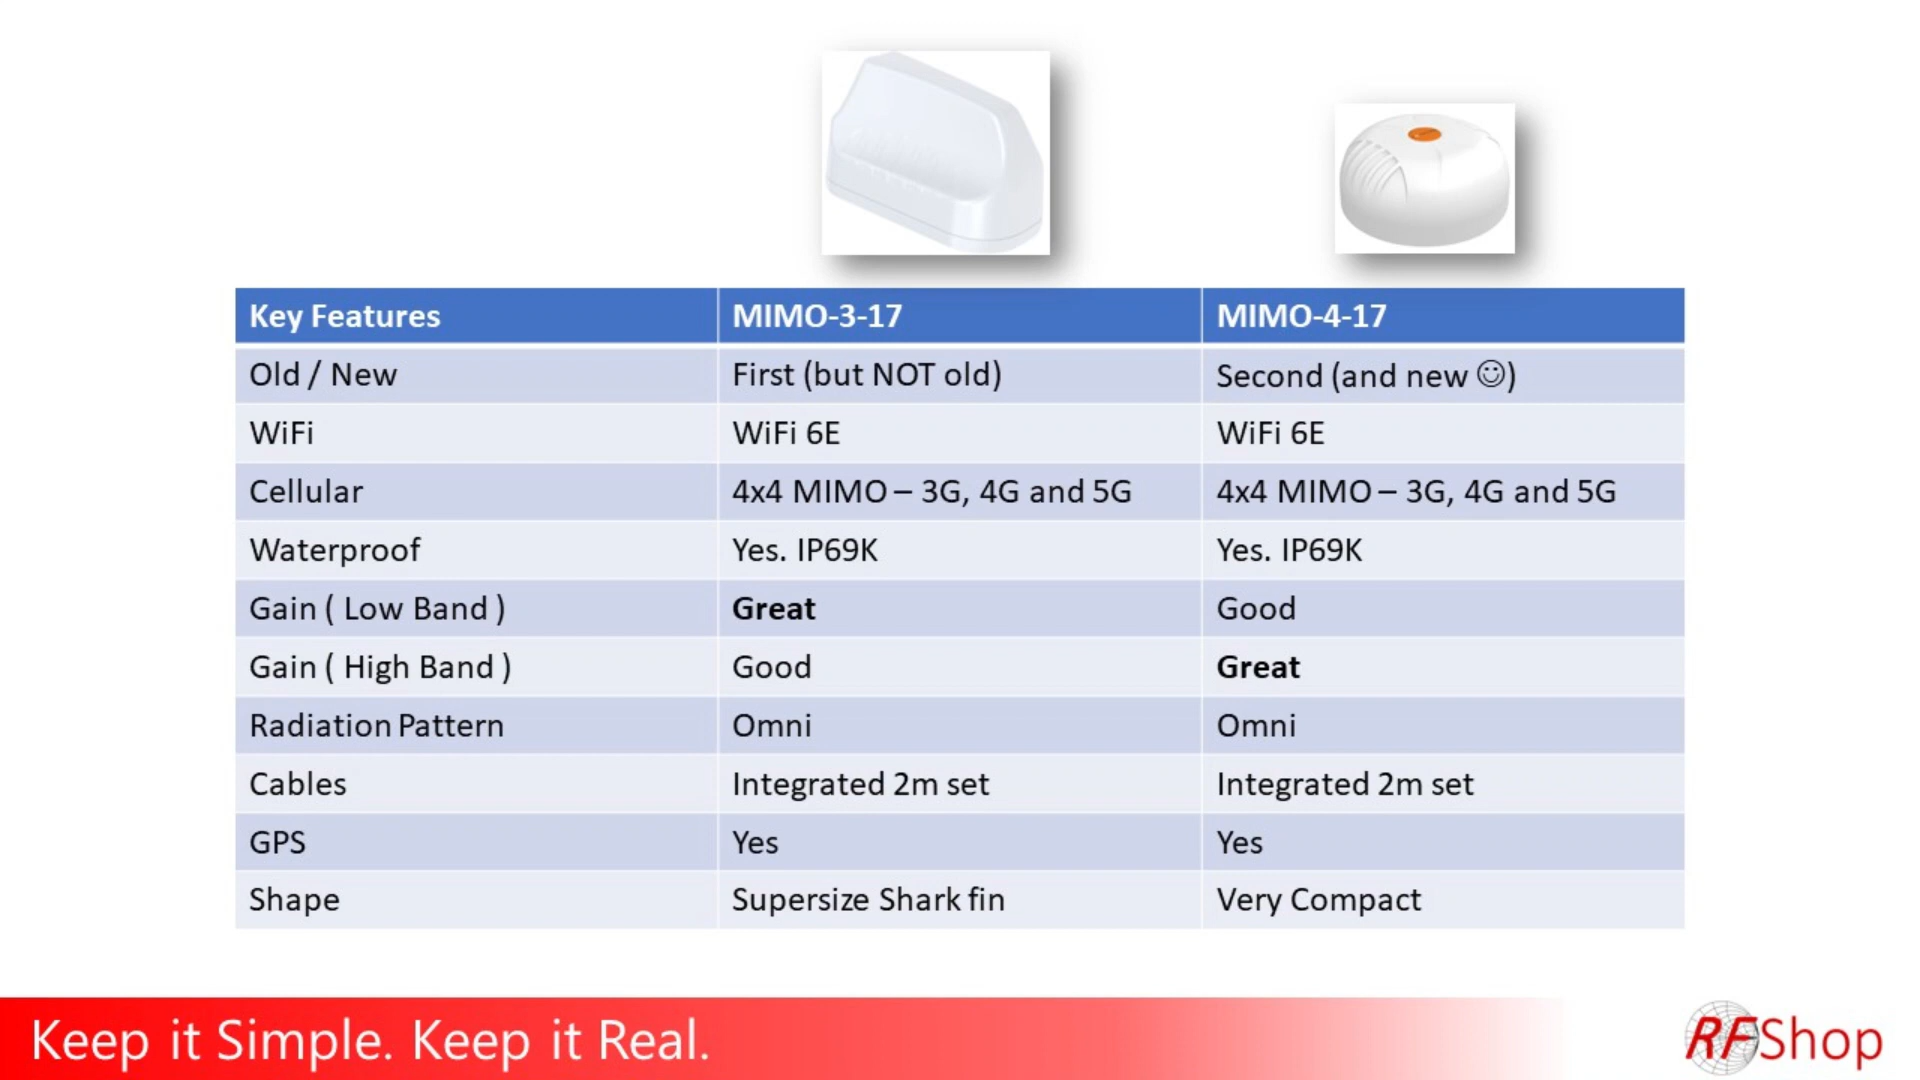 Key Features MIMO-3-17 MIMO-4-17
Old / New First (but NOT old) Second (and new ☺)
WiFi WiFi 6E WiFi 6E
Cellular 4x4 MIMO – 3G, 4G and 5G 4x4 MIMO – 3G, 4G and 5G
Waterproof Yes. IP69K Yes. IP69K
Gain ( Low Band ) Great Good
Gain ( High Band ) Good Great
Radiation Pattern Omni Omni
Cables Integrated 2m set Integrated 2m set
GPS Yes Yes
Shape Supersize Shark fin Very Compact
Keep it Simple. Keep it Real.
RFShop